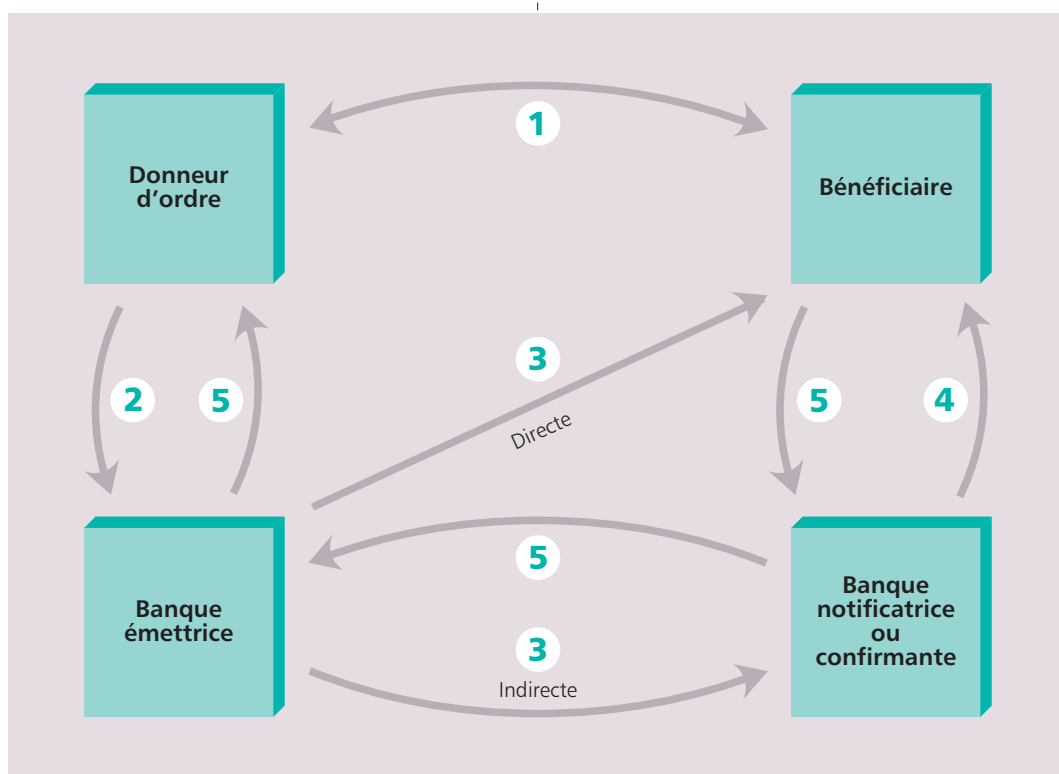 1
Donneur
d'ordre
Bénéficiaire
3
Directe
2
5
5
4
5
Banque
émettrice
Banque
notificatrice
ou
confirmante
3
Indirecte